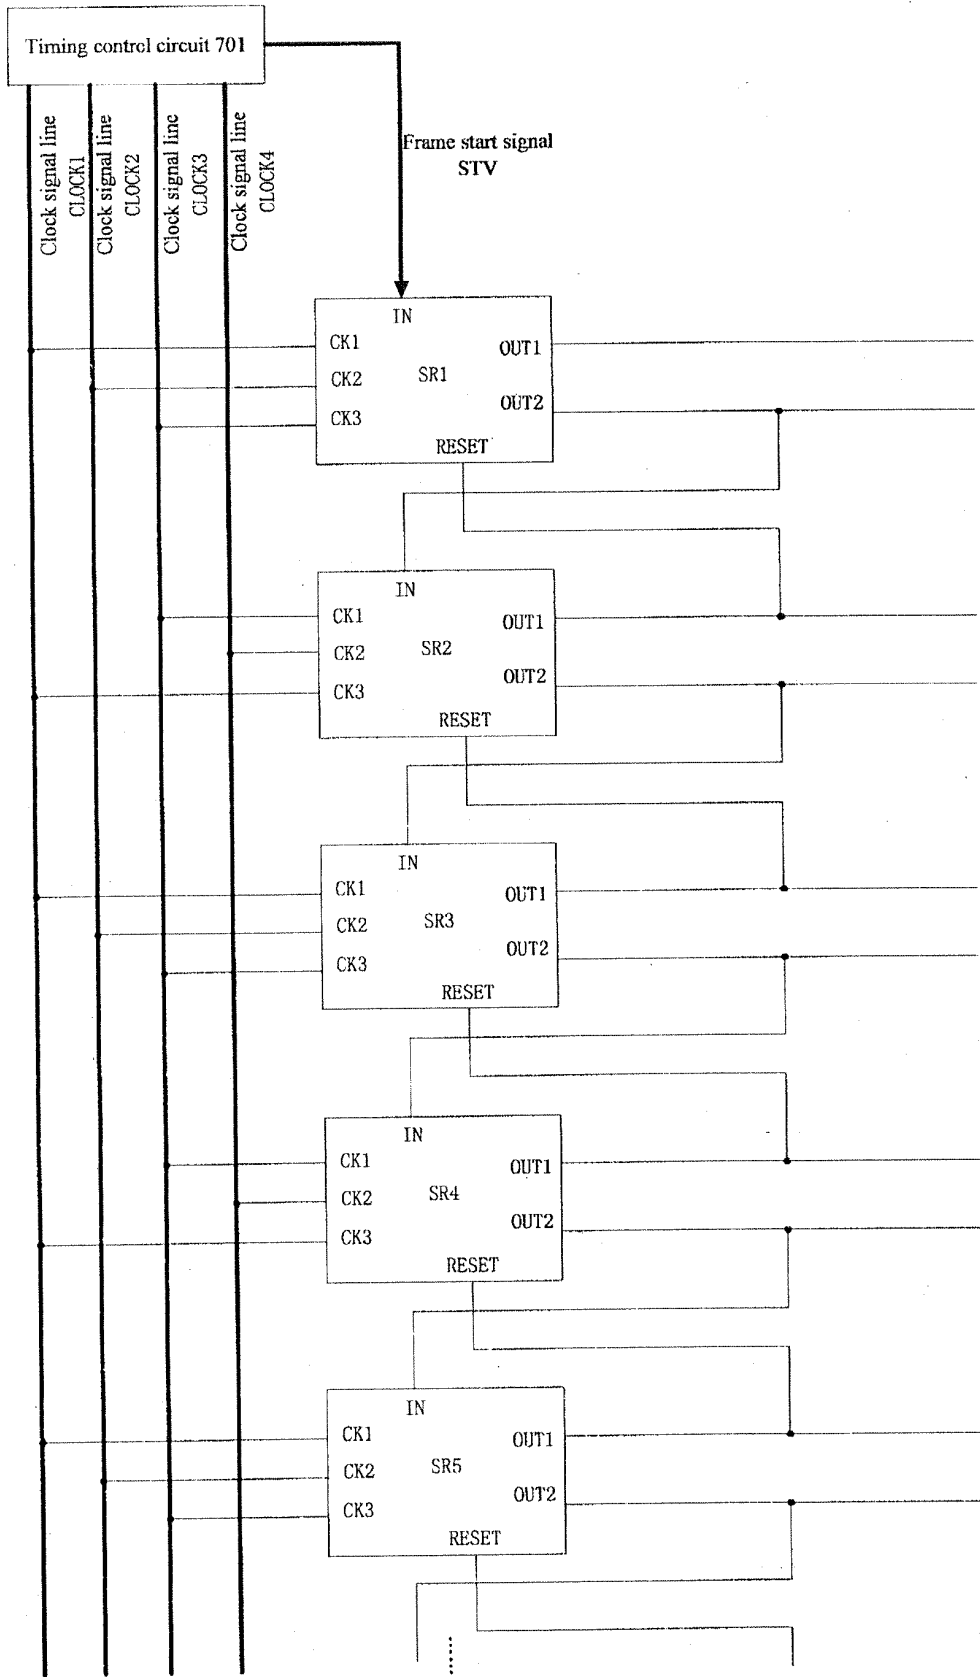 Timing control circuit 701
Clock signal line
CLOCK1
Clock signal line
CLOCK2
Clock signal line
CLOCK3
Clock signal line
CLOCK4
Frame start signal
STV
IN
CK1
OUT1
SR1
CK2
OUT2
CK3
RESET
IN
CK1
OUT1
SR2
CK2
OUT2
CK3
RESET
IN
CK1
OUT1
SR3
CK2
OUT2
CK3
RESET
IN
CK1
OUT1
SR4
CK2
OUT2
CK3
RESET
IN
CK1
OUT1
SR5
CK2
OUT2
CK3
RESET